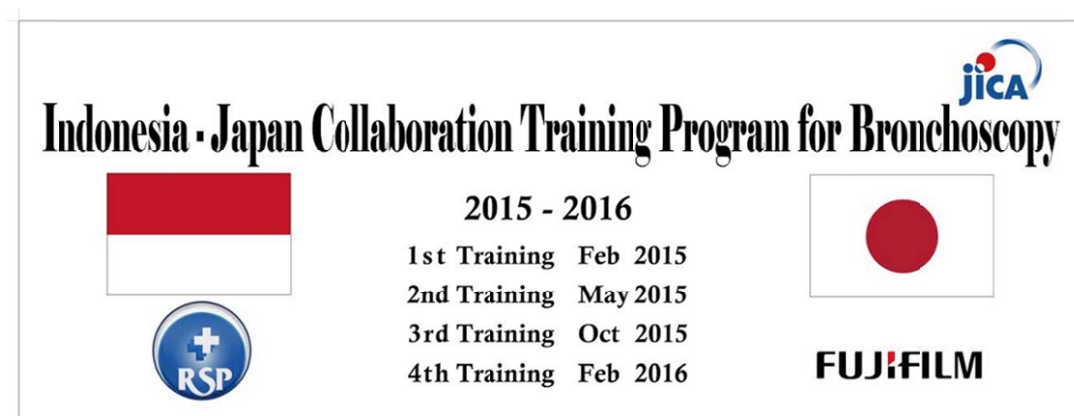 JICA
Indonesia - Japan Collaboration Training Program for Bronchoscopy
2015 - 2016
1st Training Feb 2015
2nd Training May 2015
3rd Training Oct 2015
4th Training Feb 2016
RSP
FUJIFILM